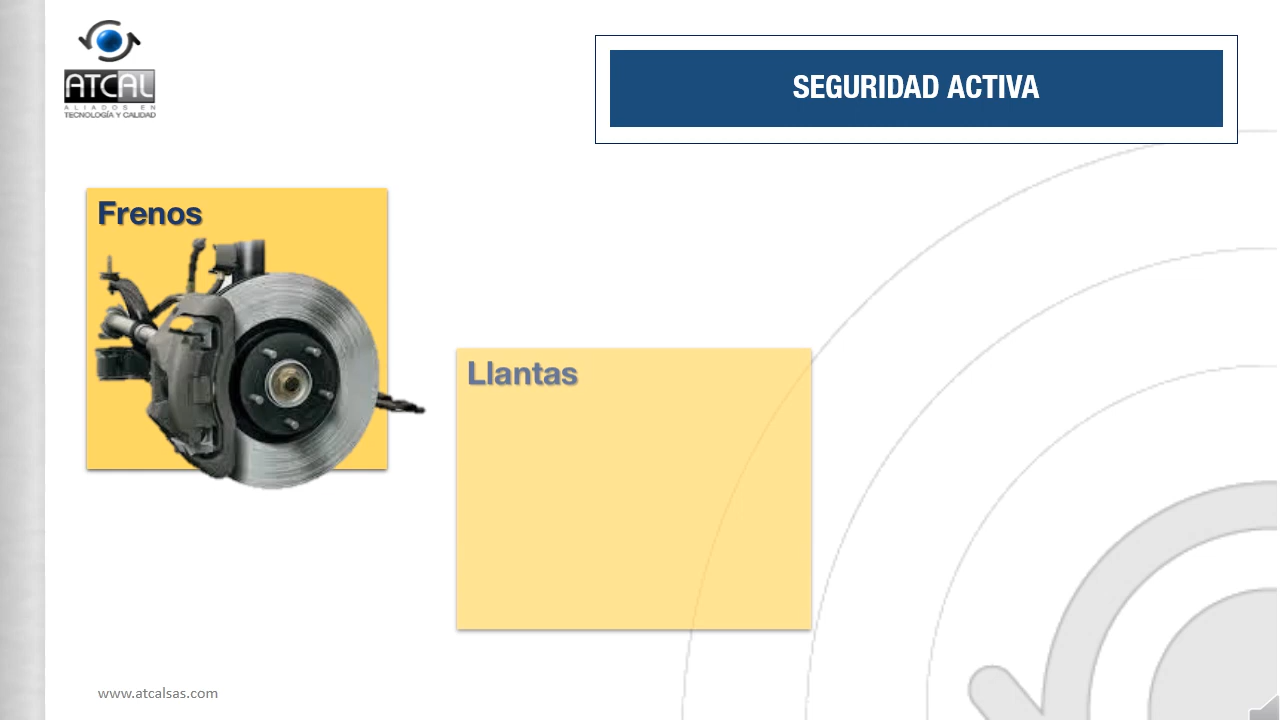 ATCAL
ALIADOS EN
TECNOLOGÍA Y CALIDAD
SEGURIDAD ACTIVA
Frenos
Llantas
www.atcalsas.com